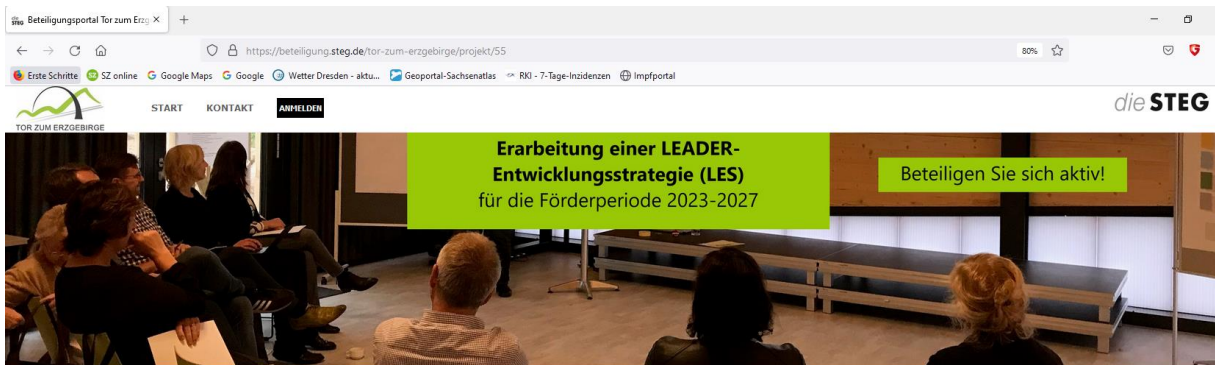 die STEG Beteiligungsportal Tor zum Erzg
https://beteiligung.steg.de/tor-zum-erzgebirge/projekt/55
80%
Erste Schritte SZ online Google Maps Google Wetter Dresden - aktu... Geoportal-Sachsenatlas RKI - 7-Tage-Inzidenzen Impfportal
TOR ZUM ERZGEBIRGE
START KONTAKT ANMELDEN
die STEG
Erarbeitung einer LEADER-
Entwicklungsstrategie (LES)
für die Förderperiode 2023-2027
Beteiligen Sie sich aktiv!